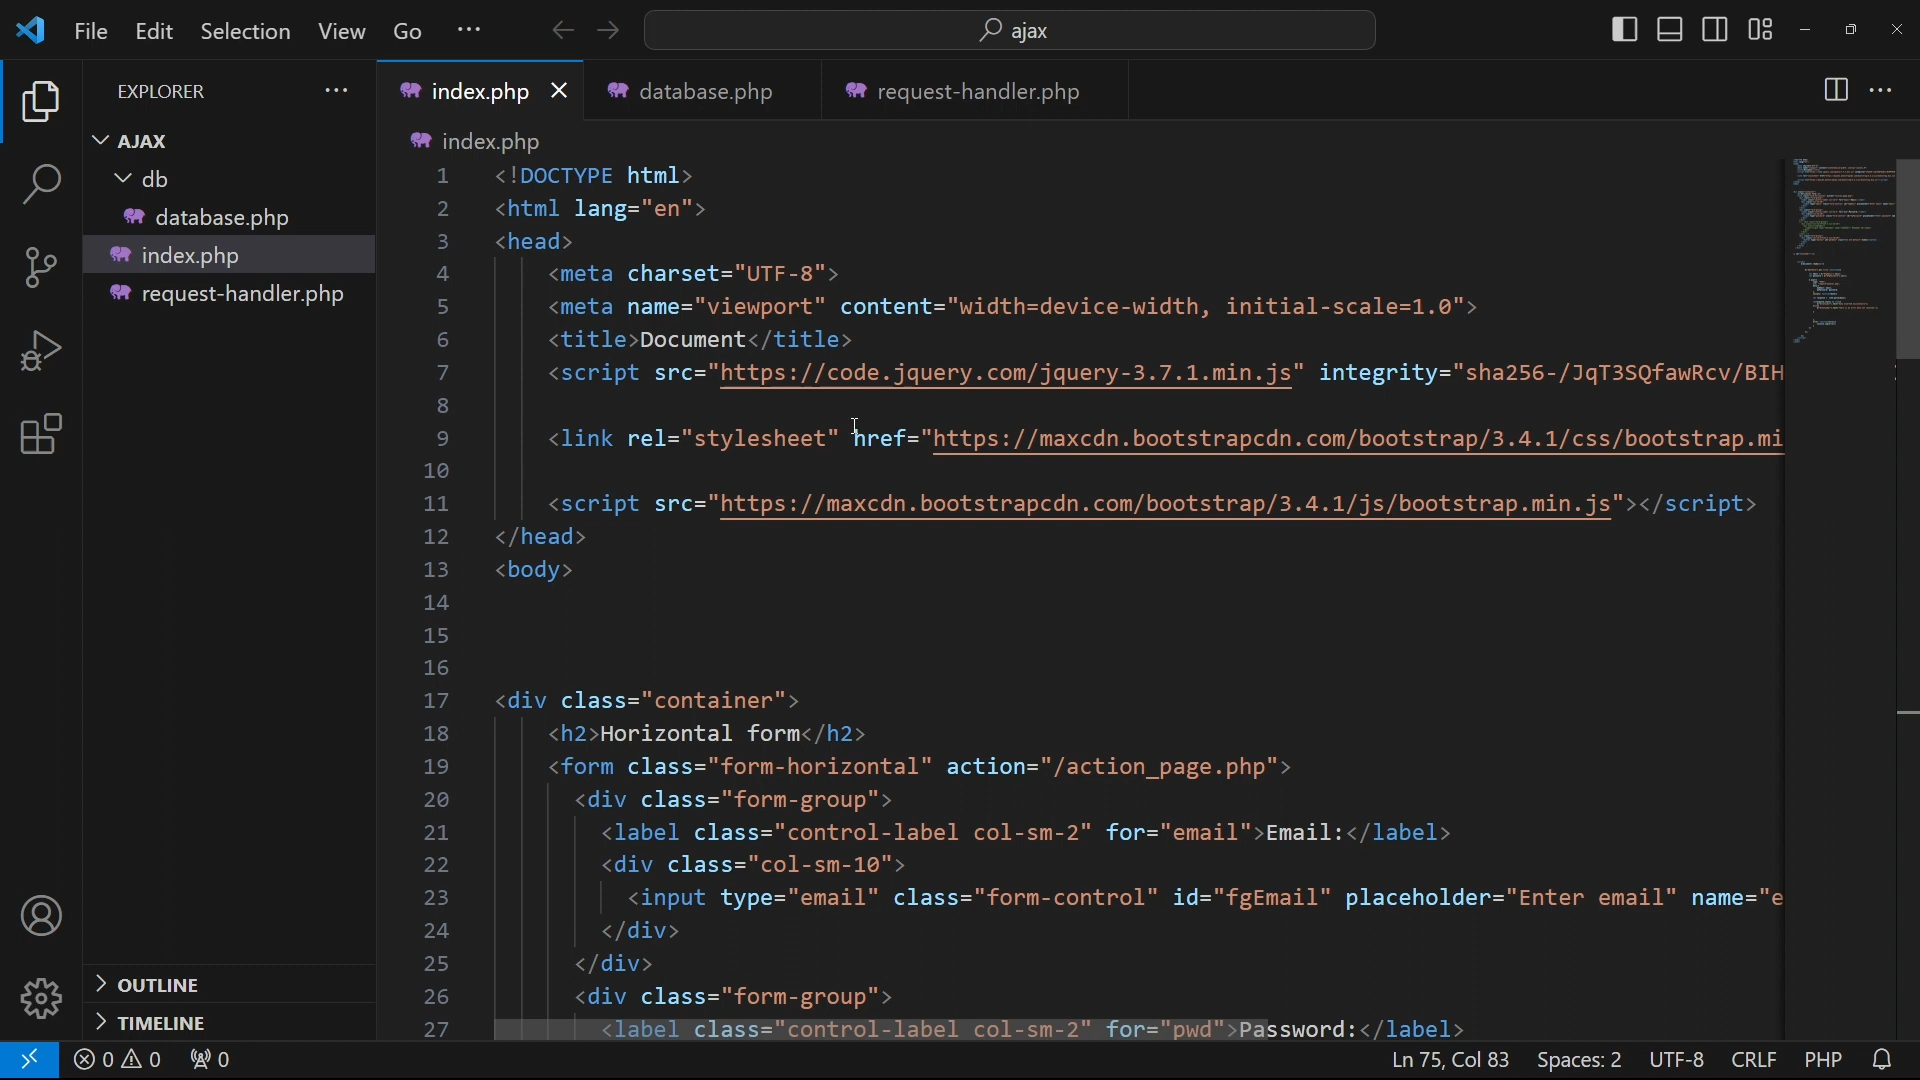 File Edit Selection View Go ··· ajax
EXPLORER ···
AJAX
db
database.php
index.php
request-handler.php
OUTLINE
TIMELINE
index.php database.php request-handler.php
index.php
1 <!DOCTYPE html>
2 <html lang="en">
3 <head>
4 <meta charset="UTF-8">
5 <meta name="viewport" content="width=device-width, initial-scale=1.0">
6 <title>Document</title>
7 <script src="https://code.jquery.com/jquery-3.7.1.min.js" integrity="sha256-/JqT3SQfawRcv/BIH
8
9 <link rel="stylesheet" href="https://maxcdn.bootstrapcdn.com/bootstrap/3.4.1/css/bootstrap.mi
10
11 <script src="https://maxcdn.bootstrapcdn.com/bootstrap/3.4.1/js/bootstrap.min.js"></script>
12 </head>
13 <body>
14
15
16
17 <div class="container">
18 <h2>Horizontal form</h2>
19 <form class="form-horizontal" action="/action_page.php">
20 <div class="form-group">
21 <label class="control-label col-sm-2" for="email">Email:</label>
22 <div class="col-sm-10">
23 <input type="email" class="form-control" id="fgEmail" placeholder="Enter email" name="e
24 </div>
25 </div>
26 <div class="form-group">
27 <label class="control-label col-sm-2" for="pwd">Password:</label>
0 0 0 Ln 75, Col 83 Spaces: 2 UTF-8 CRLF PHP